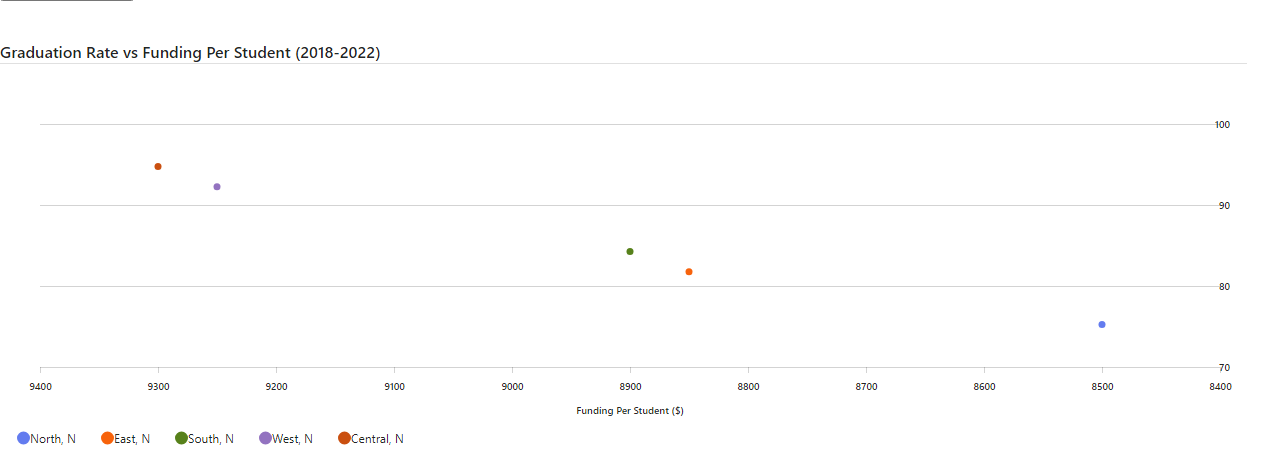 Graduation Rate vs Funding Per Student (2018-2022)
100
90
80
70
9400 9300 9200 9100 9000 8900 8800 8700 8600 8500 8400
Funding Per Student ($)
North, N East, N South, N West, N Central, N